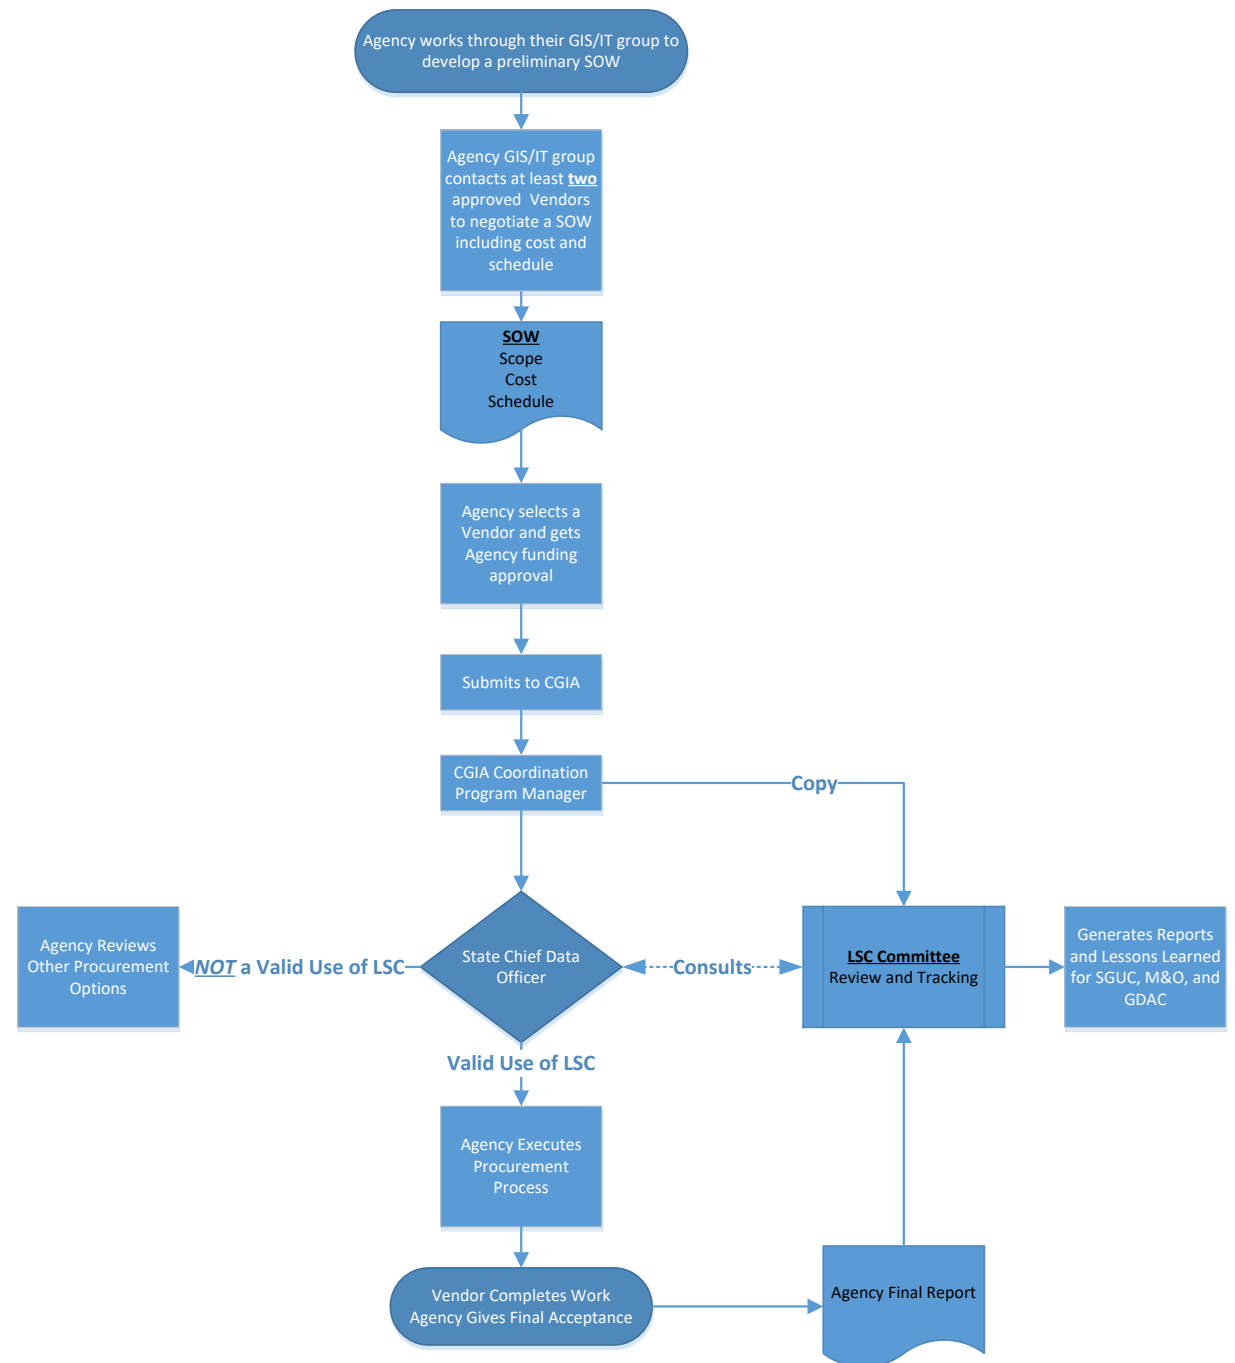 Agency works through their GIS/IT group to
develop a preliminary SOW
Agency GIS/IT group
contacts at least two
approved Vendors
to negotiate a SOW
including cost and
schedule
SOW
Scope
Cost
Schedule
Agency selects a
Vendor and gets
Agency funding
approval
Submits to CGIA
CGIA Coordination
Program Manager
Copy
Agency Reviews
Other Procurement
Options
NOT a Valid Use of LSC
State Chief Data
Officer
Consults
LSC Committee
Review and Tracking
Generates Reports
and Lessons Learned
for SGUC, M&O, and
GDAC
Valid Use of LSC
Agency Executes
Procurement
Process
Vendor Completes Work
Agency Gives Final Acceptance
Agency Final Report